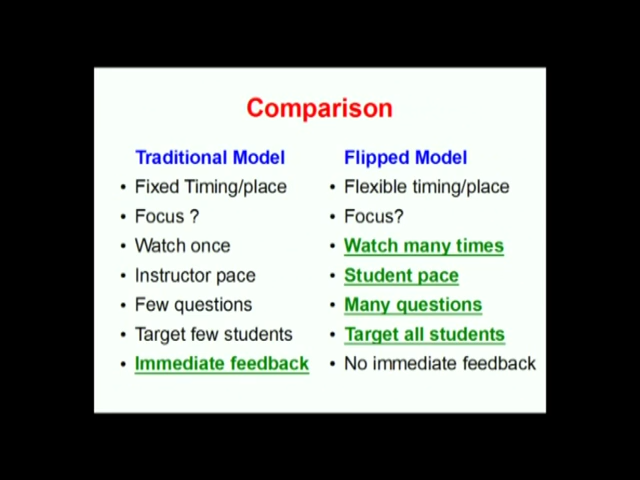 Comparison
Traditional Model
• Fixed Timing/place
• Focus ?
• Watch once
• Instructor pace
• Few questions
• Target few students
• Immediate feedback
Flipped Model
• Flexible timing/place
• Focus?
• Watch many times
• Student pace
• Many questions
• Target all students
• No immediate feedback